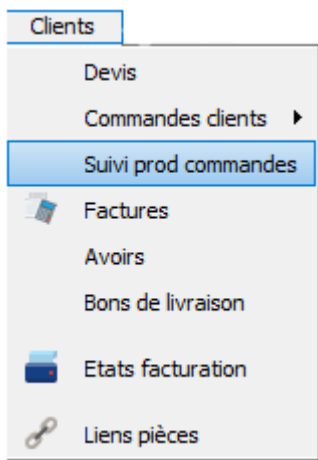 Clients
Devis
Commandes clients
Suivi prod commandes
Factures
Avoirs
Bons de livraison
Etats facturation
Liens pièces